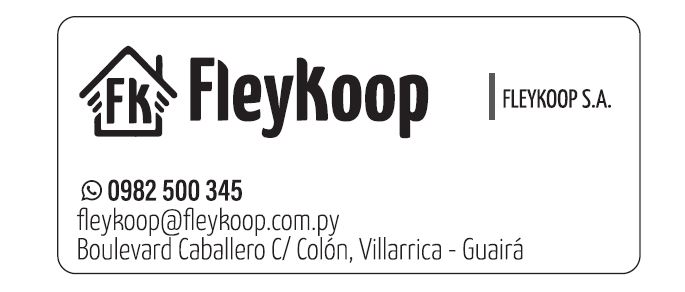 FK FleyKoop
FLEYKOOP S.A.
0982 500 345
fleykoop@fleykoop.com.py
Boulevard Caballero C/ Colón, Villarrica - Guairá